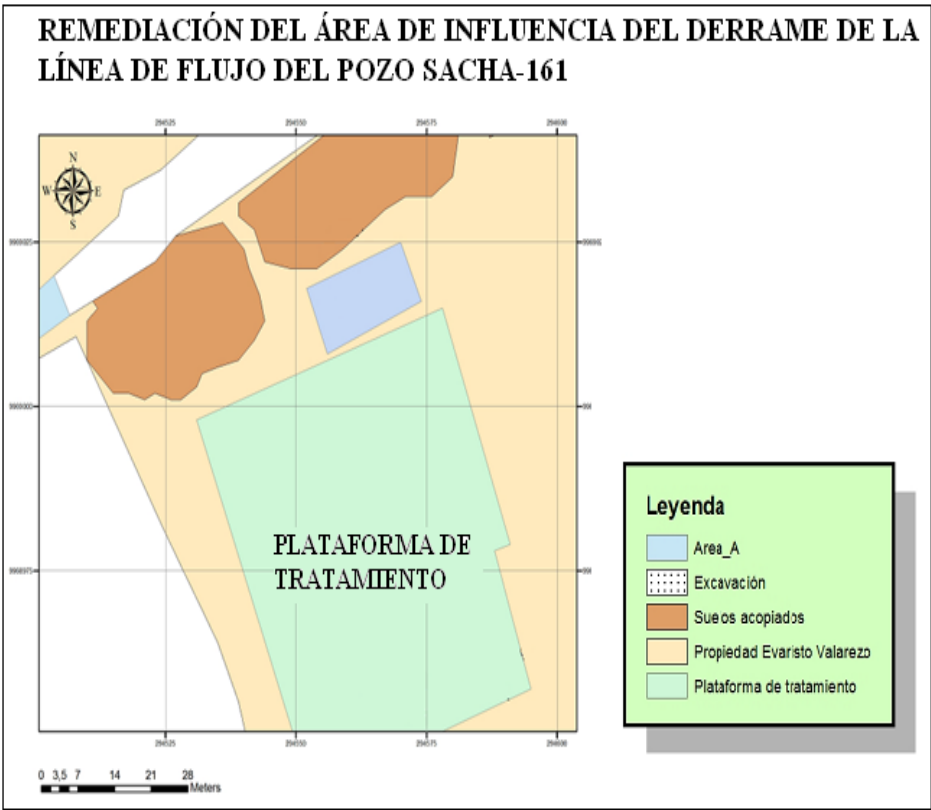 REMEDIACIÓN DEL ÁREA DE INFLUENCIA DEL DERRAME DE LA
LÍNEA DE FLUJO DEL POZO SACHA-161
294525 294550 294575 294600
N
W E
S
PLATAFORMA DE
TRATAMIENTO
294525 294550 294575 294600
0 3,5 7 14 21 28
Meters
Leyenda
Area_A
Excavación
Suelos acopiados
Propiedad Evaristo Valarezo
Plataforma de tratamiento